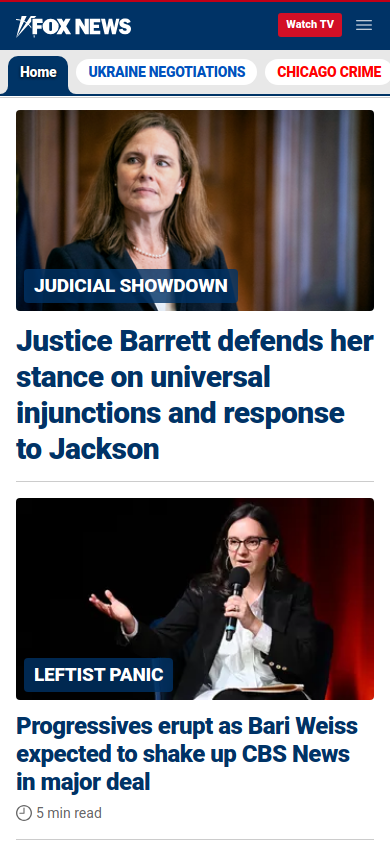 FOX NEWS
Watch TV
Home
UKRAINE NEGOTIATIONS
CHICAGO CRIME
JUDICIAL SHOWDOWN
Justice Barrett defends her
stance on universal
injunctions and response
to Jackson
LEFTIST PANIC
Progressives erupt as Bari Weiss
expected to shake up CBS News
in major deal
5 min read